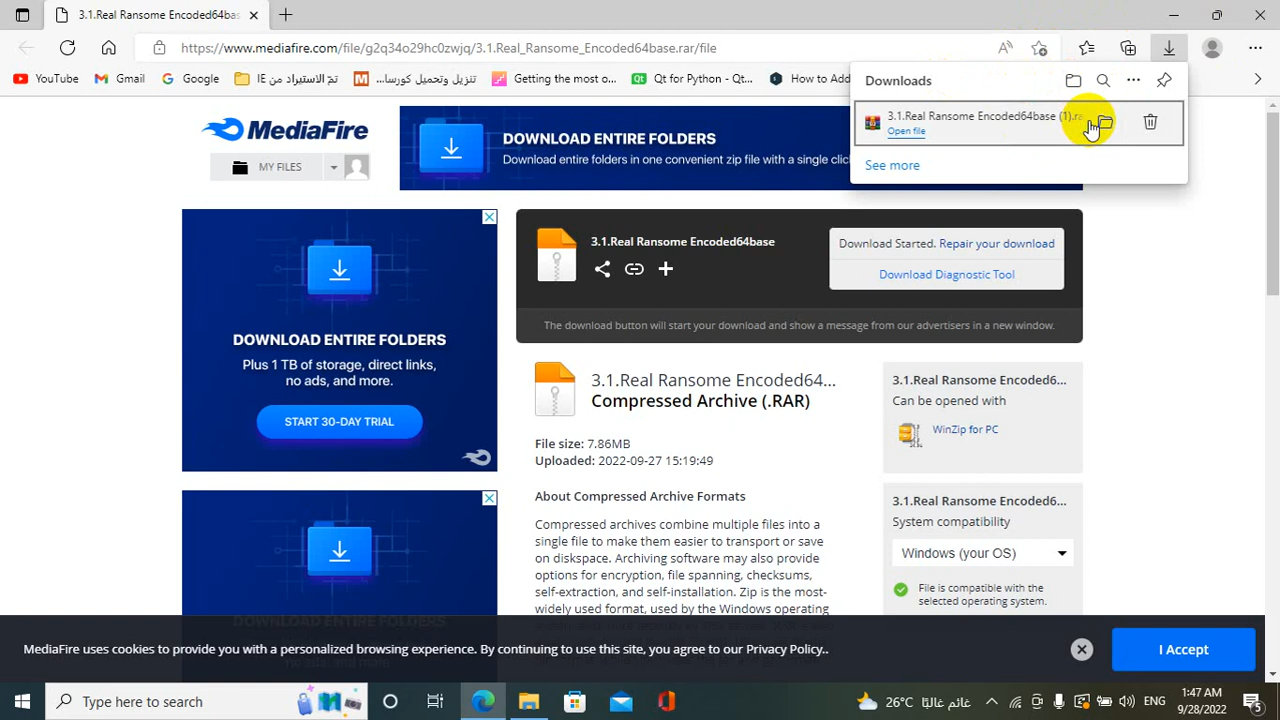 3.1.Real Ransome Encoded64bas
https://www.mediafire.com/file/g2q34o29hc0zwjq/3.1.Real_Ransome_Encoded64base.rar/file
YouTube
Gmail
Google
تمّ الاستيراد من IE
تنزيل وتحميل كورسا...
Getting the most o...
Qt for Python - Qt...
How to Add
Downloads
3.1.Real Ransome Encoded64base (1).ra
Open file
See more
MediaFire
MY FILES
DOWNLOAD ENTIRE FOLDERS
Download entire folders in one convenient zip file with a single clic
DOWNLOAD ENTIRE FOLDERS
Plus 1 TB of storage, direct links,
no ads, and more.
START 30-DAY TRIAL
3.1.Real Ransome Encoded64base
Download Started. Repair your download
Download Diagnostic Tool
The download button will start your download and show a message from our advertisers in a new window.
3.1.Real Ransome Encoded64...
Compressed Archive (.RAR)
File size: 7.86MB
Uploaded: 2022-09-27 15:19:49
About Compressed Archive Formats
Compressed archives combine multiple files into a
single file to make them easier to transport or save
on diskspace. Archiving software may also provide
options for encryption, file spanning, checksums,
self-extraction, and self-installation. Zip is the most-
widely used format, used by the Windows operating
3.1.Real Ransome Encoded6...
Can be opened with
WinZip for PC
3.1.Real Ransome Encoded6...
System compatibility
Windows (your OS)
File is compatible with the
selected operating system.
DOWNLOAD ENTIRE FOLDERS
MediaFire uses cookies to provide you with a personalized browsing experience. By continuing to use this site, you agree to our Privacy Policy..
I Accept
Type here to search
26°C غائم غالبًا
ENG
1:47 AM
9/28/2022
5